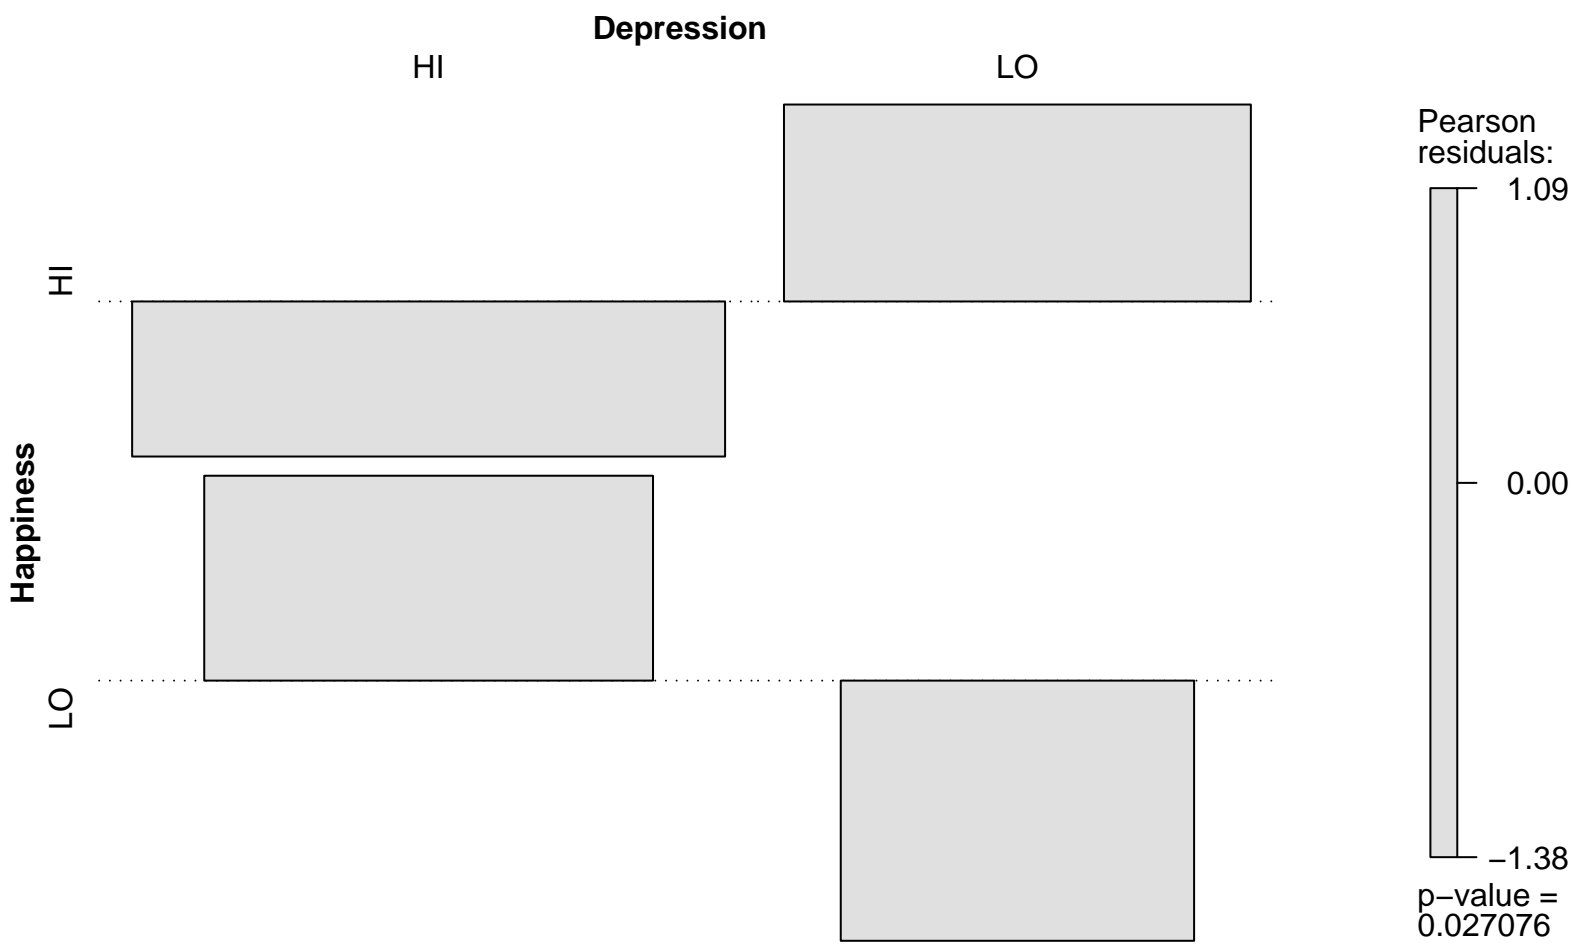 Depression
HI
LO
Happiness
HI
LO
Pearson
residuals:
1.09
0.00
−1.38
p−value =
0.027076